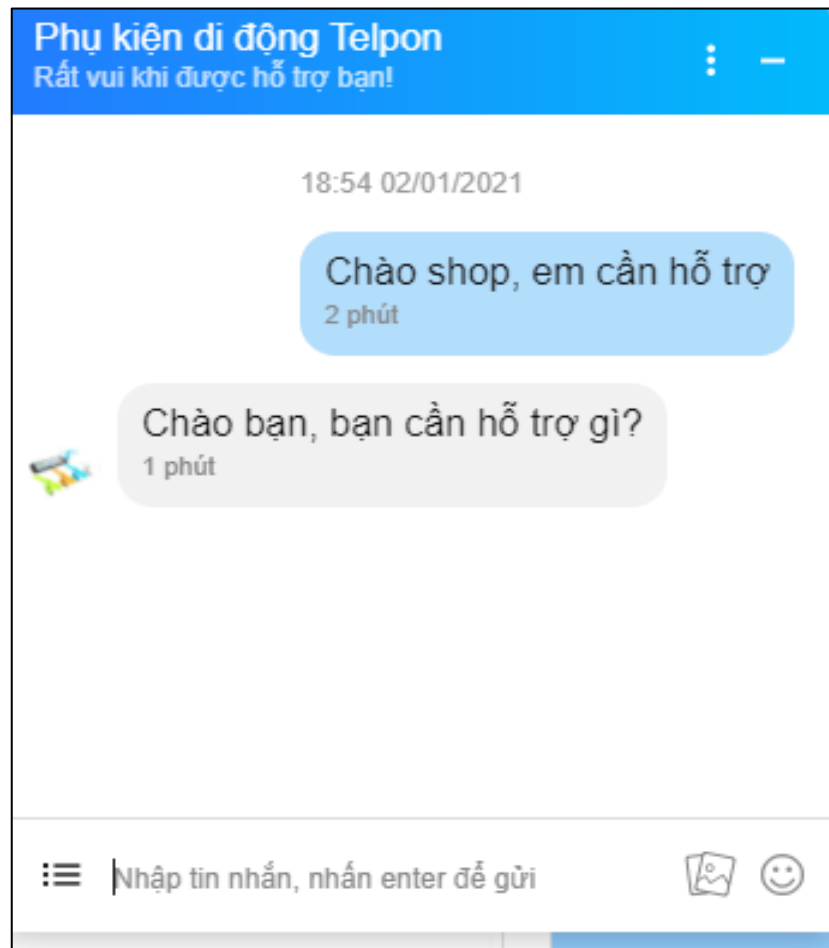 Phụ kiện di động Telpon
Rất vui khi được hỗ trợ bạn!
18:54 02/01/2021
Chào shop, em cần hỗ trợ
2 phút
Chào bạn, bạn cần hỗ trợ gì?
1 phút
Nhập tin nhắn, nhấn enter để gửi